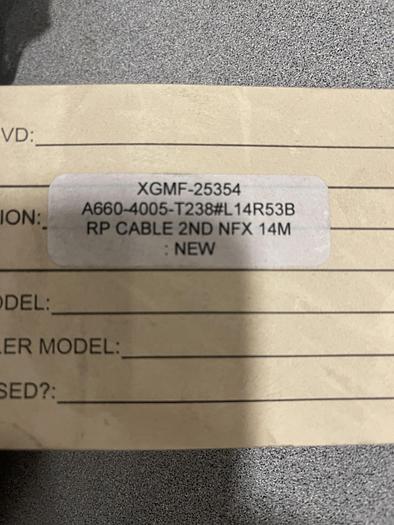 VD:
XGMF-25354
A660-4005-T238#L14R53B
ION:
RP CABLE 2ND NFX 14M
: NEW
ODEL:
LER MODEL:
SED?: